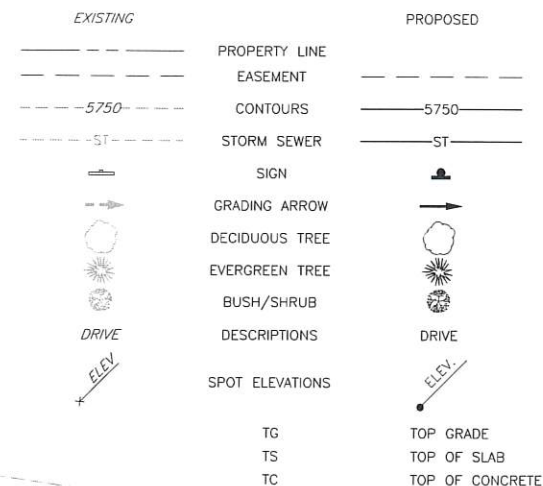 EXISTING PROPOSED
PROPERTY LINE
EASEMENT
5750 CONTOURS 5750
ST STORM SEWER ST
SIGN
GRADING ARROW
DECIDUOUS TREE
EVERGREEN TREE
BUSH/SHRUB
DRIVE DESCRIPTIONS DRIVE
ELEV SPOT ELEVATIONS ELEV.
TG TOP GRADE
TS TOP OF SLAB
TC TOP OF CONCRETE